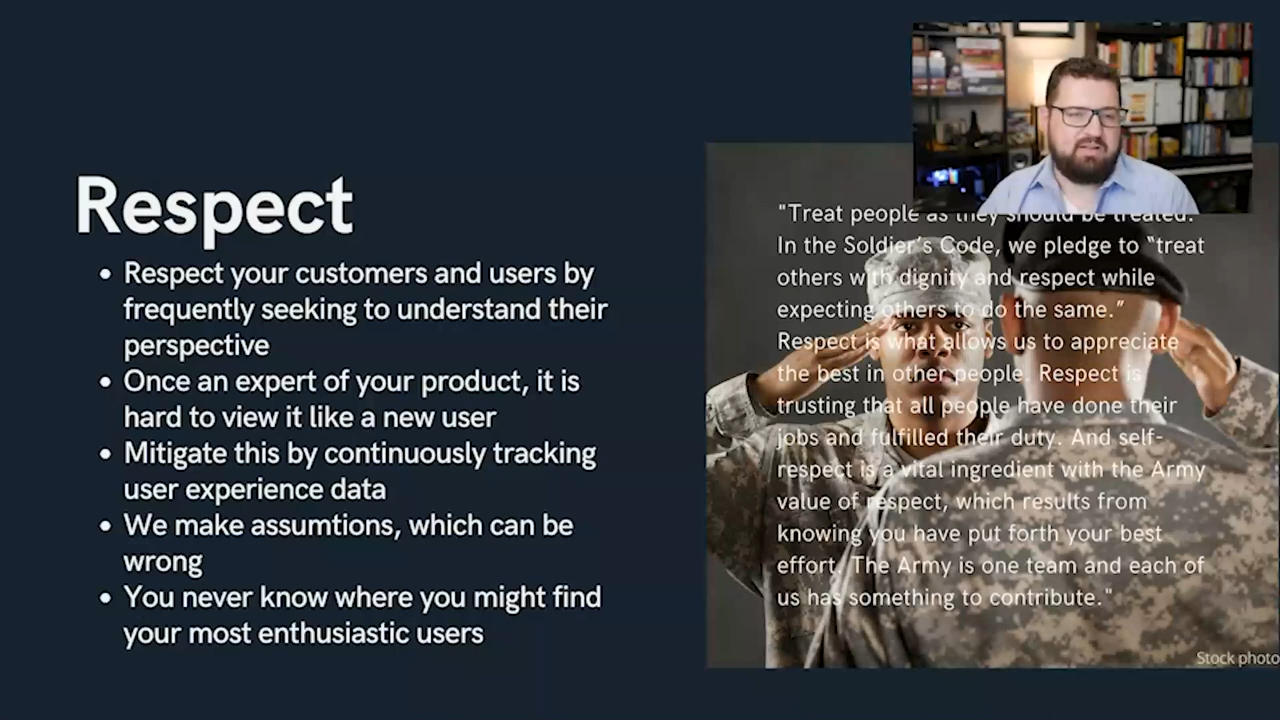 Respect
• Respect your customers and users by
frequently seeking to understand their
perspective
• Once an expert of your product, it is
hard to view it like a new user
• Mitigate this by continuously tracking
user experience data
• We make assumtions, which can be
wrong
• You never know where you might find
your most enthusiastic users
"Treat people as they should be treated.
In the Soldier’s Code, we pledge to “treat
others with dignity and respect while
expecting others to do the same.”
Respect is what allows us to appreciate
the best in other people. Respect is
trusting that all people have done their
jobs and fulfilled their duty. And self-
respect is a vital ingredient with the Army
value of respect, which results from
knowing you have put forth your best
effort. The Army is one team and each of
us has something to contribute."
Stock photo